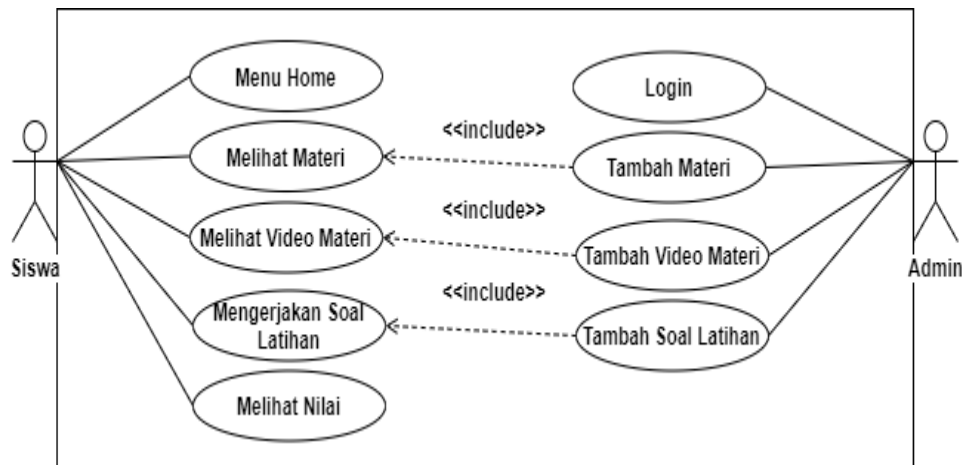 Menu Home
Login
<<include>>
Melihat Materi
Tambah Materi
<<include>>
Melihat Video Materi
Tambah Video Materi
Siswa
Admin
<<include>>
Mengerjakan Soal
Latihan
Tambah Soal Latihan
Melihat Nilai